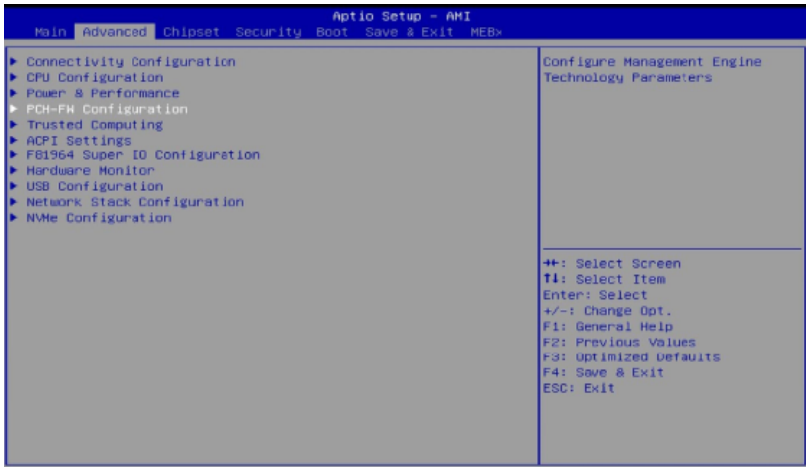 Aptio Setup - AMI
Main Advanced Chipset Security Boot Save & Exit MEBx
Connectivity Configuration
CPU Configuration
Power & Performance
PCH-FW Configuration
Trusted Computing
ACPI Settings
F81964 Super IO Configuration
Hardware Monitor
USB Configuration
Network Stack Configuration
NVMe Configuration
Configure Management Engine
Technology Parameters
→←: Select Screen
↑↓: Select Item
Enter: Select
+/-: Change Opt.
F1: General Help
F2: Previous Values
F3: Optimized Defaults
F4: Save & Exit
ESC: Exit